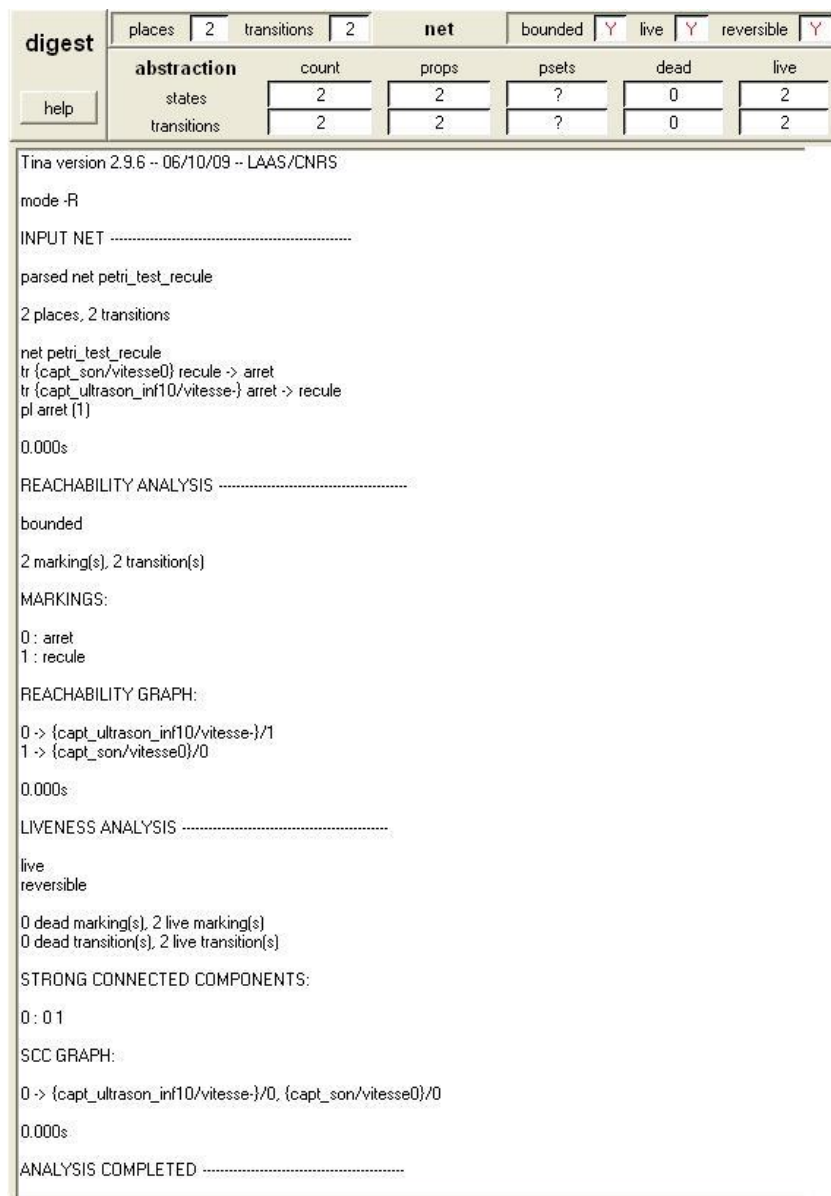 digest
places 2 transitions 2 net bounded Y live Y reversible Y
abstraction count props psets dead live
help
states 2 2 ? 0 2
transitions 2 2 ? 0 2
Tina version 2.9.6 -- 06/10/09 -- LAAS/CNRS
mode -R
INPUT NET -------------------------------------------------------
parsed net petri_test_recule
2 places, 2 transitions
net petri_test_recule
tr {capt_son/vitesse0} recule -> arret
tr {capt_ultrason_inf10/vitesse-} arret -> recule
pl arret (1)
0.000s
REACHABILITY ANALYSIS -------------------------------------------
bounded
2 marking(s), 2 transition(s)
MARKINGS:
0 : arret
1 : recule
REACHABILITY GRAPH:
0 -> {capt_ultrason_inf10/vitesse-}/1
1 -> {capt_son/vitesse0}/0
0.000s
LIVENESS ANALYSIS -----------------------------------------------
live
reversible
0 dead marking(s), 2 live marking(s)
0 dead transition(s), 2 live transition(s)
STRONG CONNECTED COMPONENTS:
0 : 0 1
SCC GRAPH:
0 -> {capt_ultrason_inf10/vitesse-}/0, {capt_son/vitesse0}/0
0.000s
ANALYSIS COMPLETED ----------------------------------------------